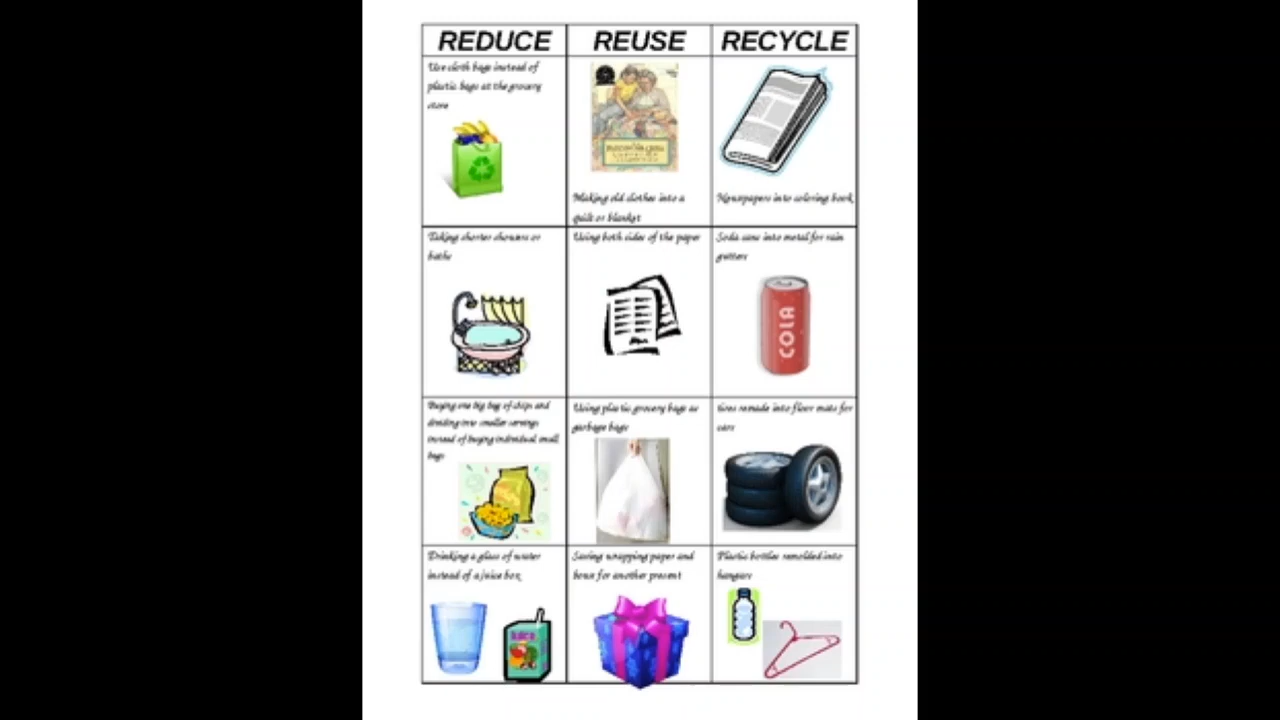 REDUCE REUSE RECYCLE
Use cloth bags instead of
plastic bags at the grocery
store
Making old clothes into a
quilt or blanket
Newspapers into coloring book
Taking shorter showers or
baths
Using both sides of the paper
Soda cans into metal for rain
gutters
COLA
Buying one big bag of chips and
dividing into smaller servings
instead of buying individual small
bags
Using plastic grocery bags as
garbage bags
tires remade into floor mats for
cars
Drinking a glass of water
instead of a juice box
JUICE
Saving wrapping paper and
boxes for another present
Plastic bottles remolded into
hangars